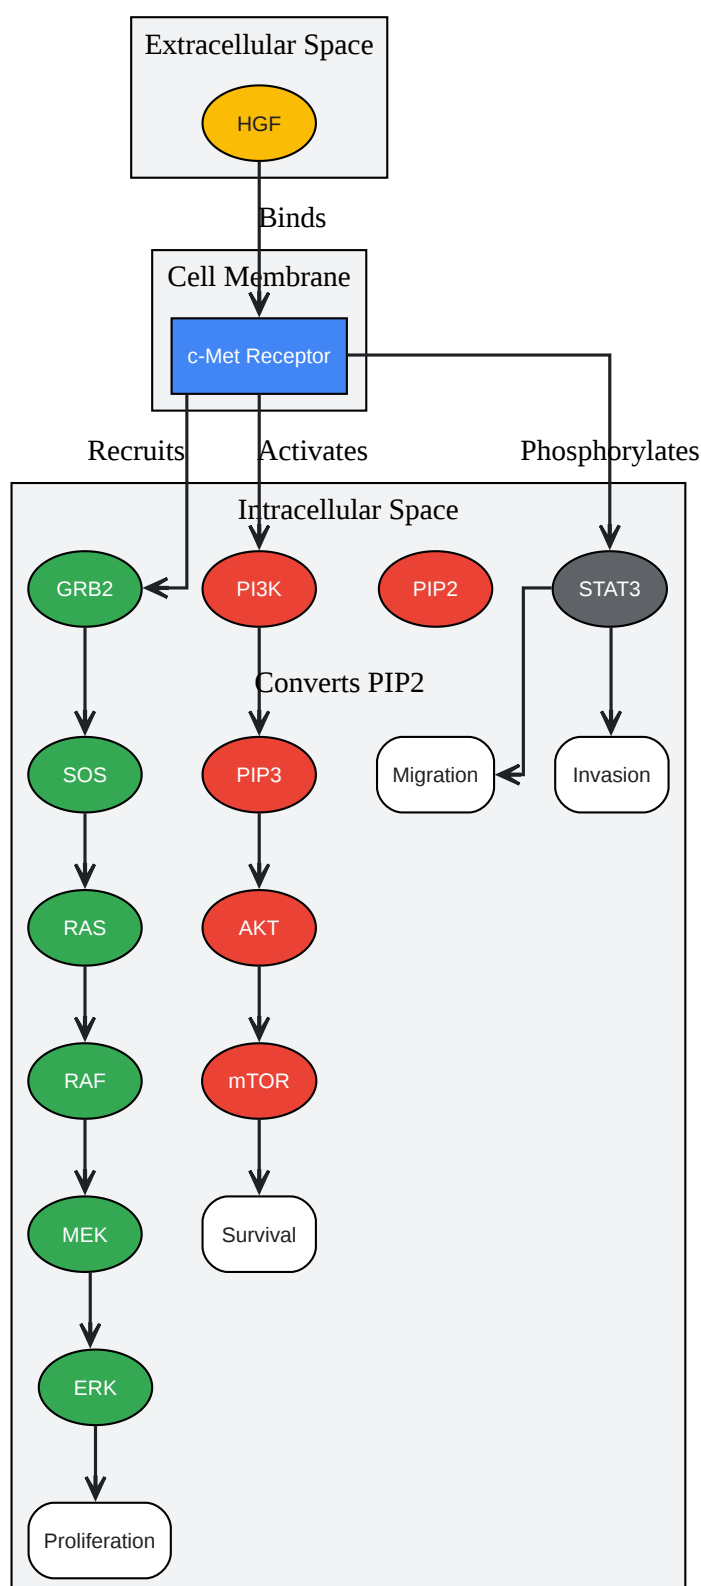 Extracellular Space
HGF
Binds
Cell Membrane
c-Met Receptor
Recruits
Activates
Phosphorylates
Intracellular Space
GRB2
PI3K
PIP2
STAT3
Converts PIP2
SOS
PIP3
Migration
Invasion
RAS
AKT
RAF
mTOR
MEK
Survival
ERK
Proliferation